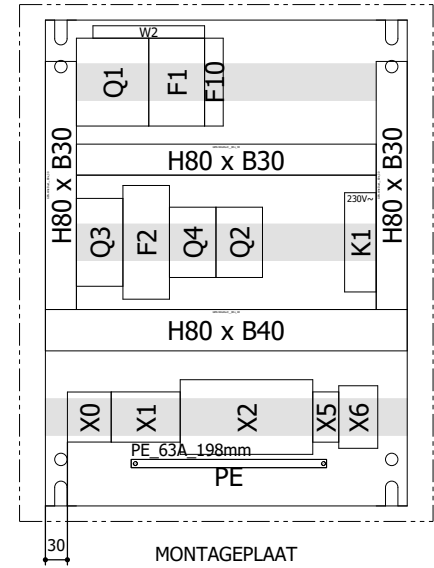 W2
Q1
F1
F10
H80 x B30
H80 x B30
H80 x B30
230V~
Q3
F2
Q4
Q2
K1
H80 x B40
X0
X1
X2
X5
X6
PE_63A_198mm
PE
30
MONTAGEPLAAT